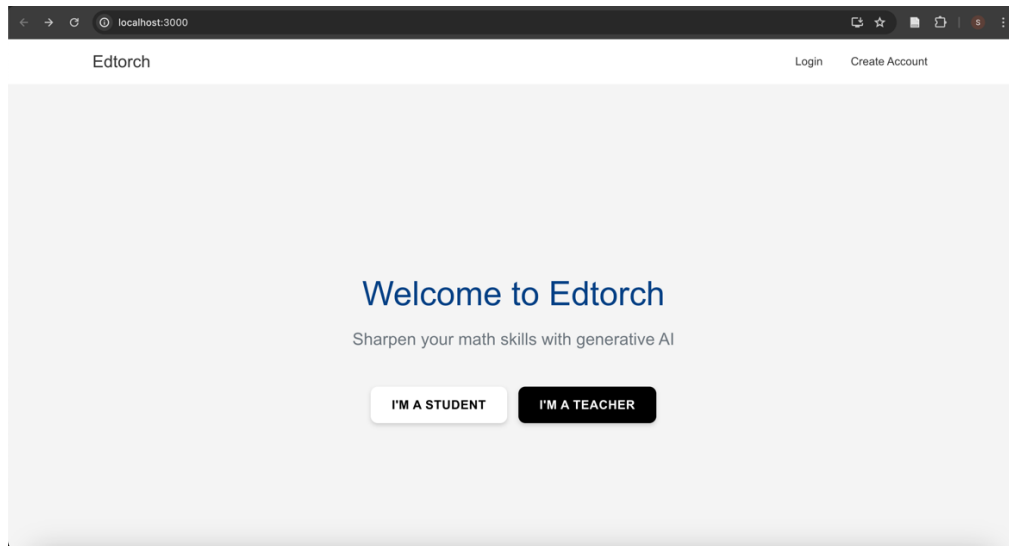 localhost:3000
S
Edtorch
Login
Create Account
Welcome to Edtorch
Sharpen your math skills with generative AI
I'M A STUDENT
I'M A TEACHER